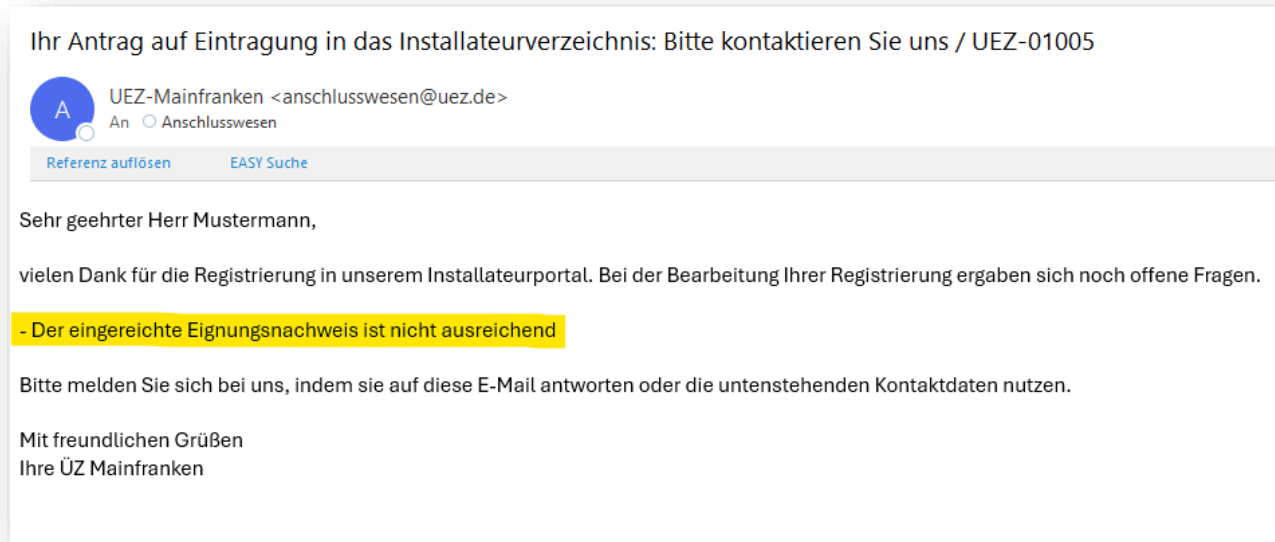 Ihr Antrag auf Eintragung in das Installateurverzeichnis: Bitte kontaktieren Sie uns / UEZ-01005
A
UEZ-Mainfranken <anschlusswesen@uez.de>
An Anschlusswesen
Referenz auflösen EASY Suche
Sehr geehrter Herr Mustermann,
vielen Dank für die Registrierung in unserem Installateurportal. Bei der Bearbeitung Ihrer Registrierung ergaben sich noch offene Fragen.
- Der eingereichte Eignungsnachweis ist nicht ausreichend
Bitte melden Sie sich bei uns, indem sie auf diese E-Mail antworten oder die untenstehenden Kontaktdaten nutzen.
Mit freundlichen Grüßen
Ihre ÜZ Mainfranken